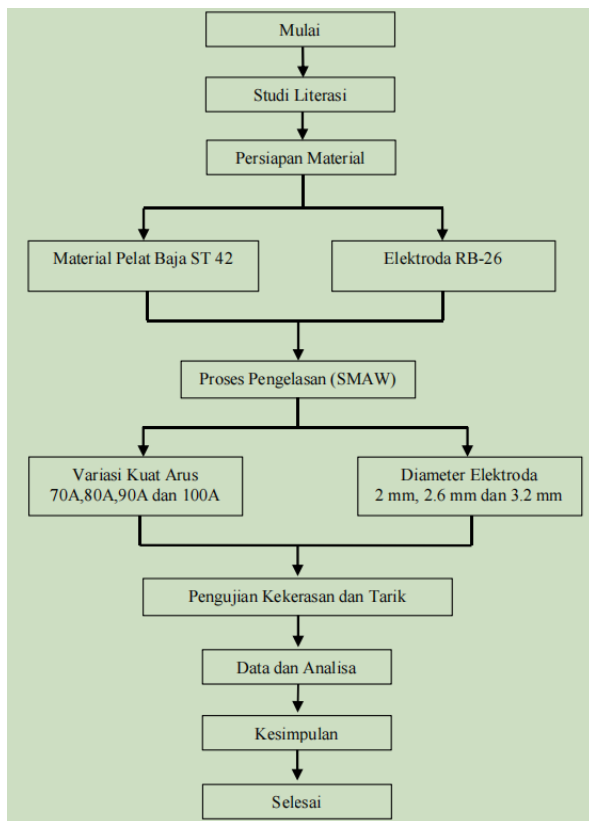 Mulai
Studi Literasi
Persiapan Material
Material Pelat Baja ST 42
Elektroda RB-26
Proses Pengelasan (SMAW)
Variasi Kuat Arus
70A,80A,90A dan 100A
Diameter Elektroda
2 mm, 2.6 mm dan 3.2 mm
Pengujian Kekerasan dan Tarik
Data dan Analisa
Kesimpulan
Selesai